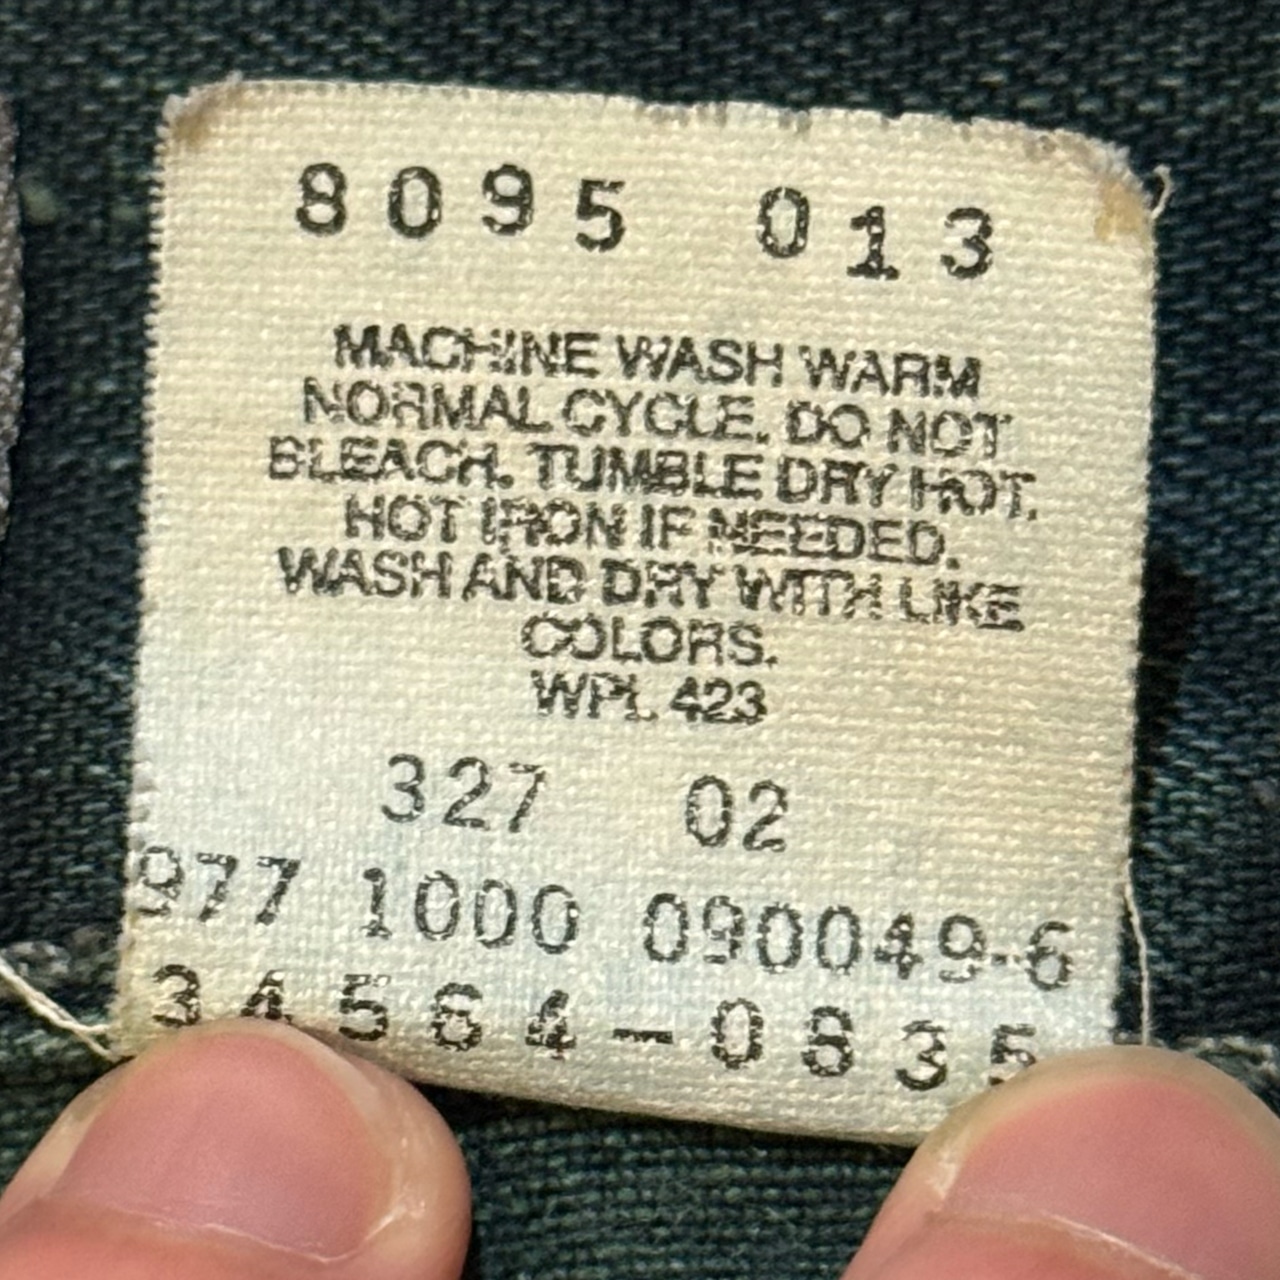 8095 013
MACHINE WASH WARM
NORMAL CYCLE. DO NOT
BLEACH. TUMBLE DRY HOT.
HOT IRON IF NEEDED.
WASH AND DRY WITH LIKE
COLORS.
WPL 423
327 02
977 1000 090049-6
34564-0835